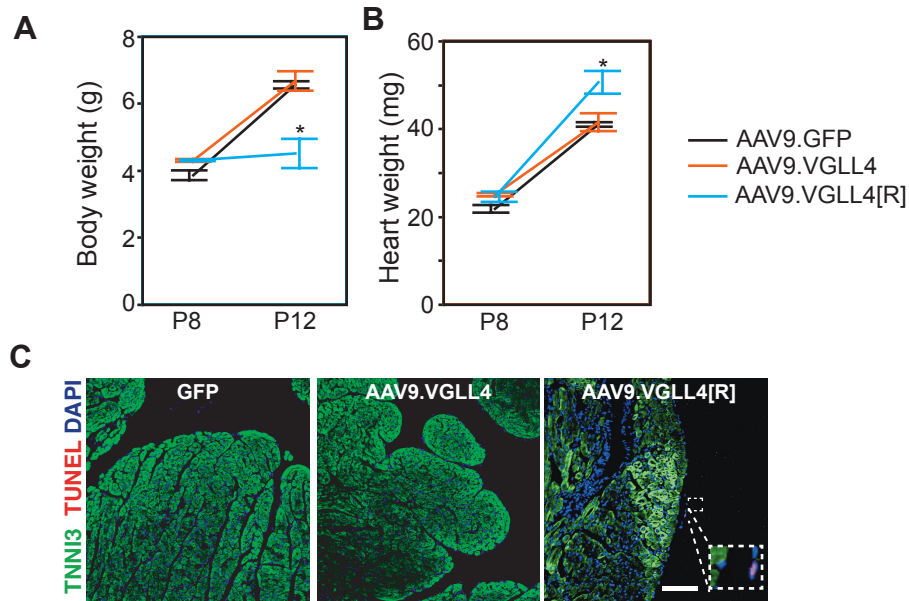 A
Body weight (g)
8
6
4
2
0
*
P8
P12
B
Heart weight (mg)
60
40
20
0
*
P8
P12
AAV9.GFP
AAV9.VGLL4
AAV9.VGLL4[R]
C
TNNI3 TUNEL DAPI
GFP
AAV9.VGLL4
AAV9.VGLL4[R]